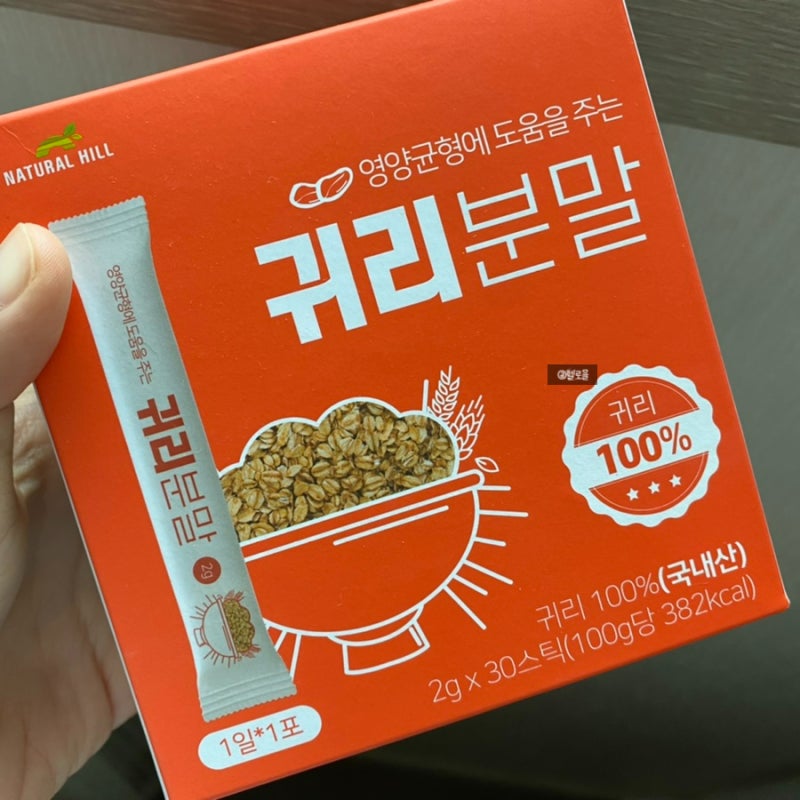 NATURAL HILL
영양균형에 도움을 주는
귀리분말
영양균형에 도움을 주는
귀리분말
2g
귀리
100%
귀리 100%(국내산)
2g x 30스틱(100g당 382kcal)
1일*1포